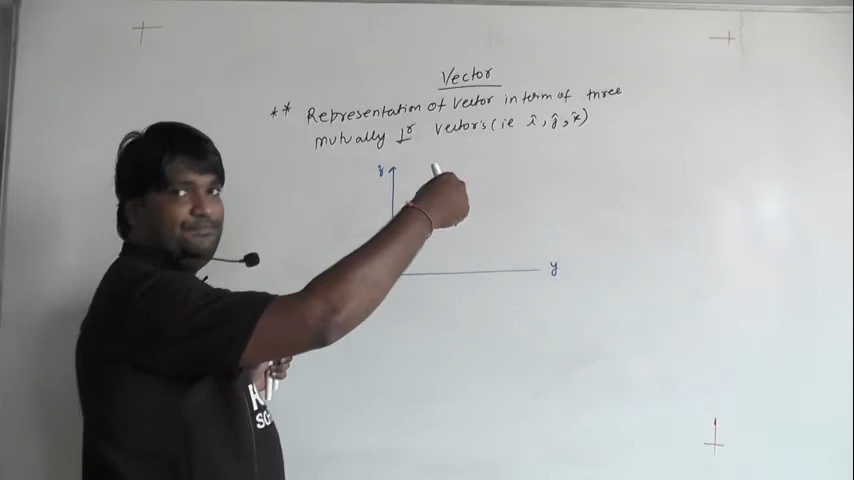 Vector
** Representation of Vector in term of three
mutually ⊥r Vector's (ie î, ĵ, k̂)
y